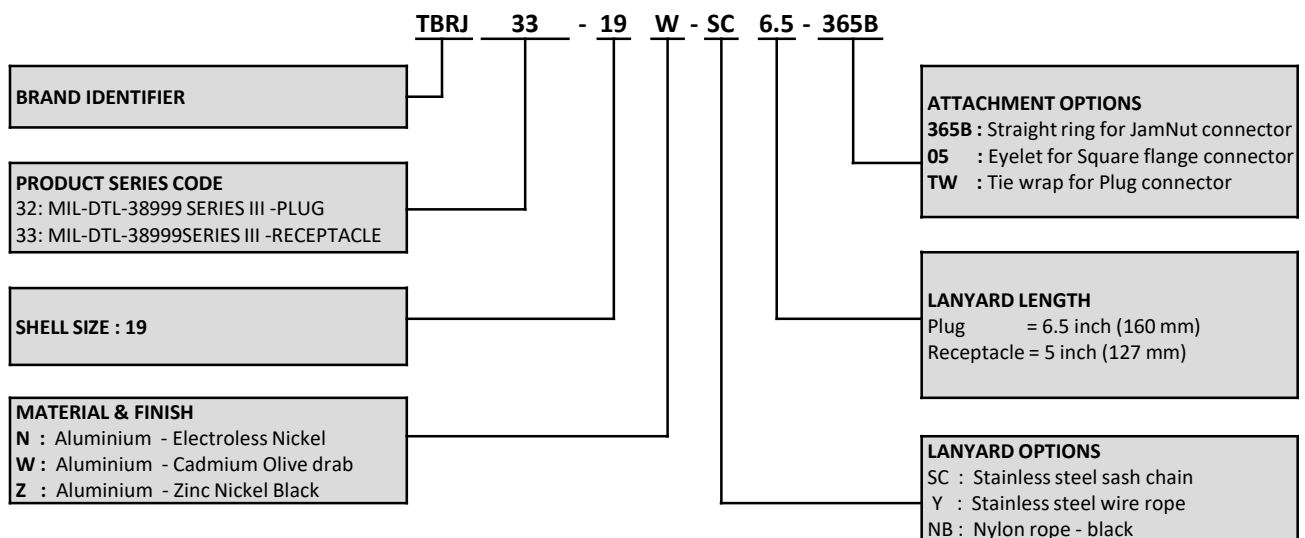 TBRJ 33 - 19 W - SC 6.5 - 365B
BRAND IDENTIFIER
PRODUCT SERIES CODE
32: MIL-DTL-38999 SERIES III -PLUG
33: MIL-DTL-38999SERIES III -RECEPTACLE
SHELL SIZE : 19
MATERIAL & FINISH
N : Aluminium - Electroless Nickel
W : Aluminium - Cadmium Olive drab
Z : Aluminium - Zinc Nickel Black
ATTACHMENT OPTIONS
365B : Straight ring for JamNut connector
05 : Eyelet for Square flange connector
TW : Tie wrap for Plug connector
LANYARD LENGTH
Plug = 6.5 inch (160 mm)
Receptacle = 5 inch (127 mm)
LANYARD OPTIONS
SC : Stainless steel sash chain
Y : Stainless steel wire rope
NB : Nylon rope - black